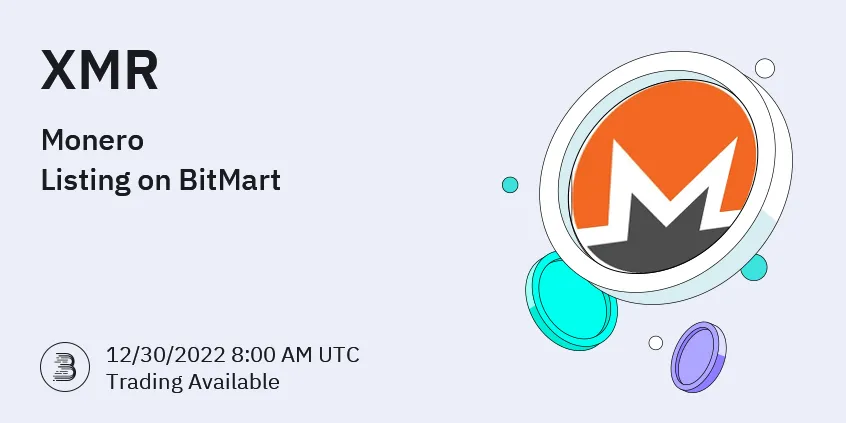 XMR
Monero
Listing on BitMart
12/30/2022 8:00 AM UTC
Trading Available